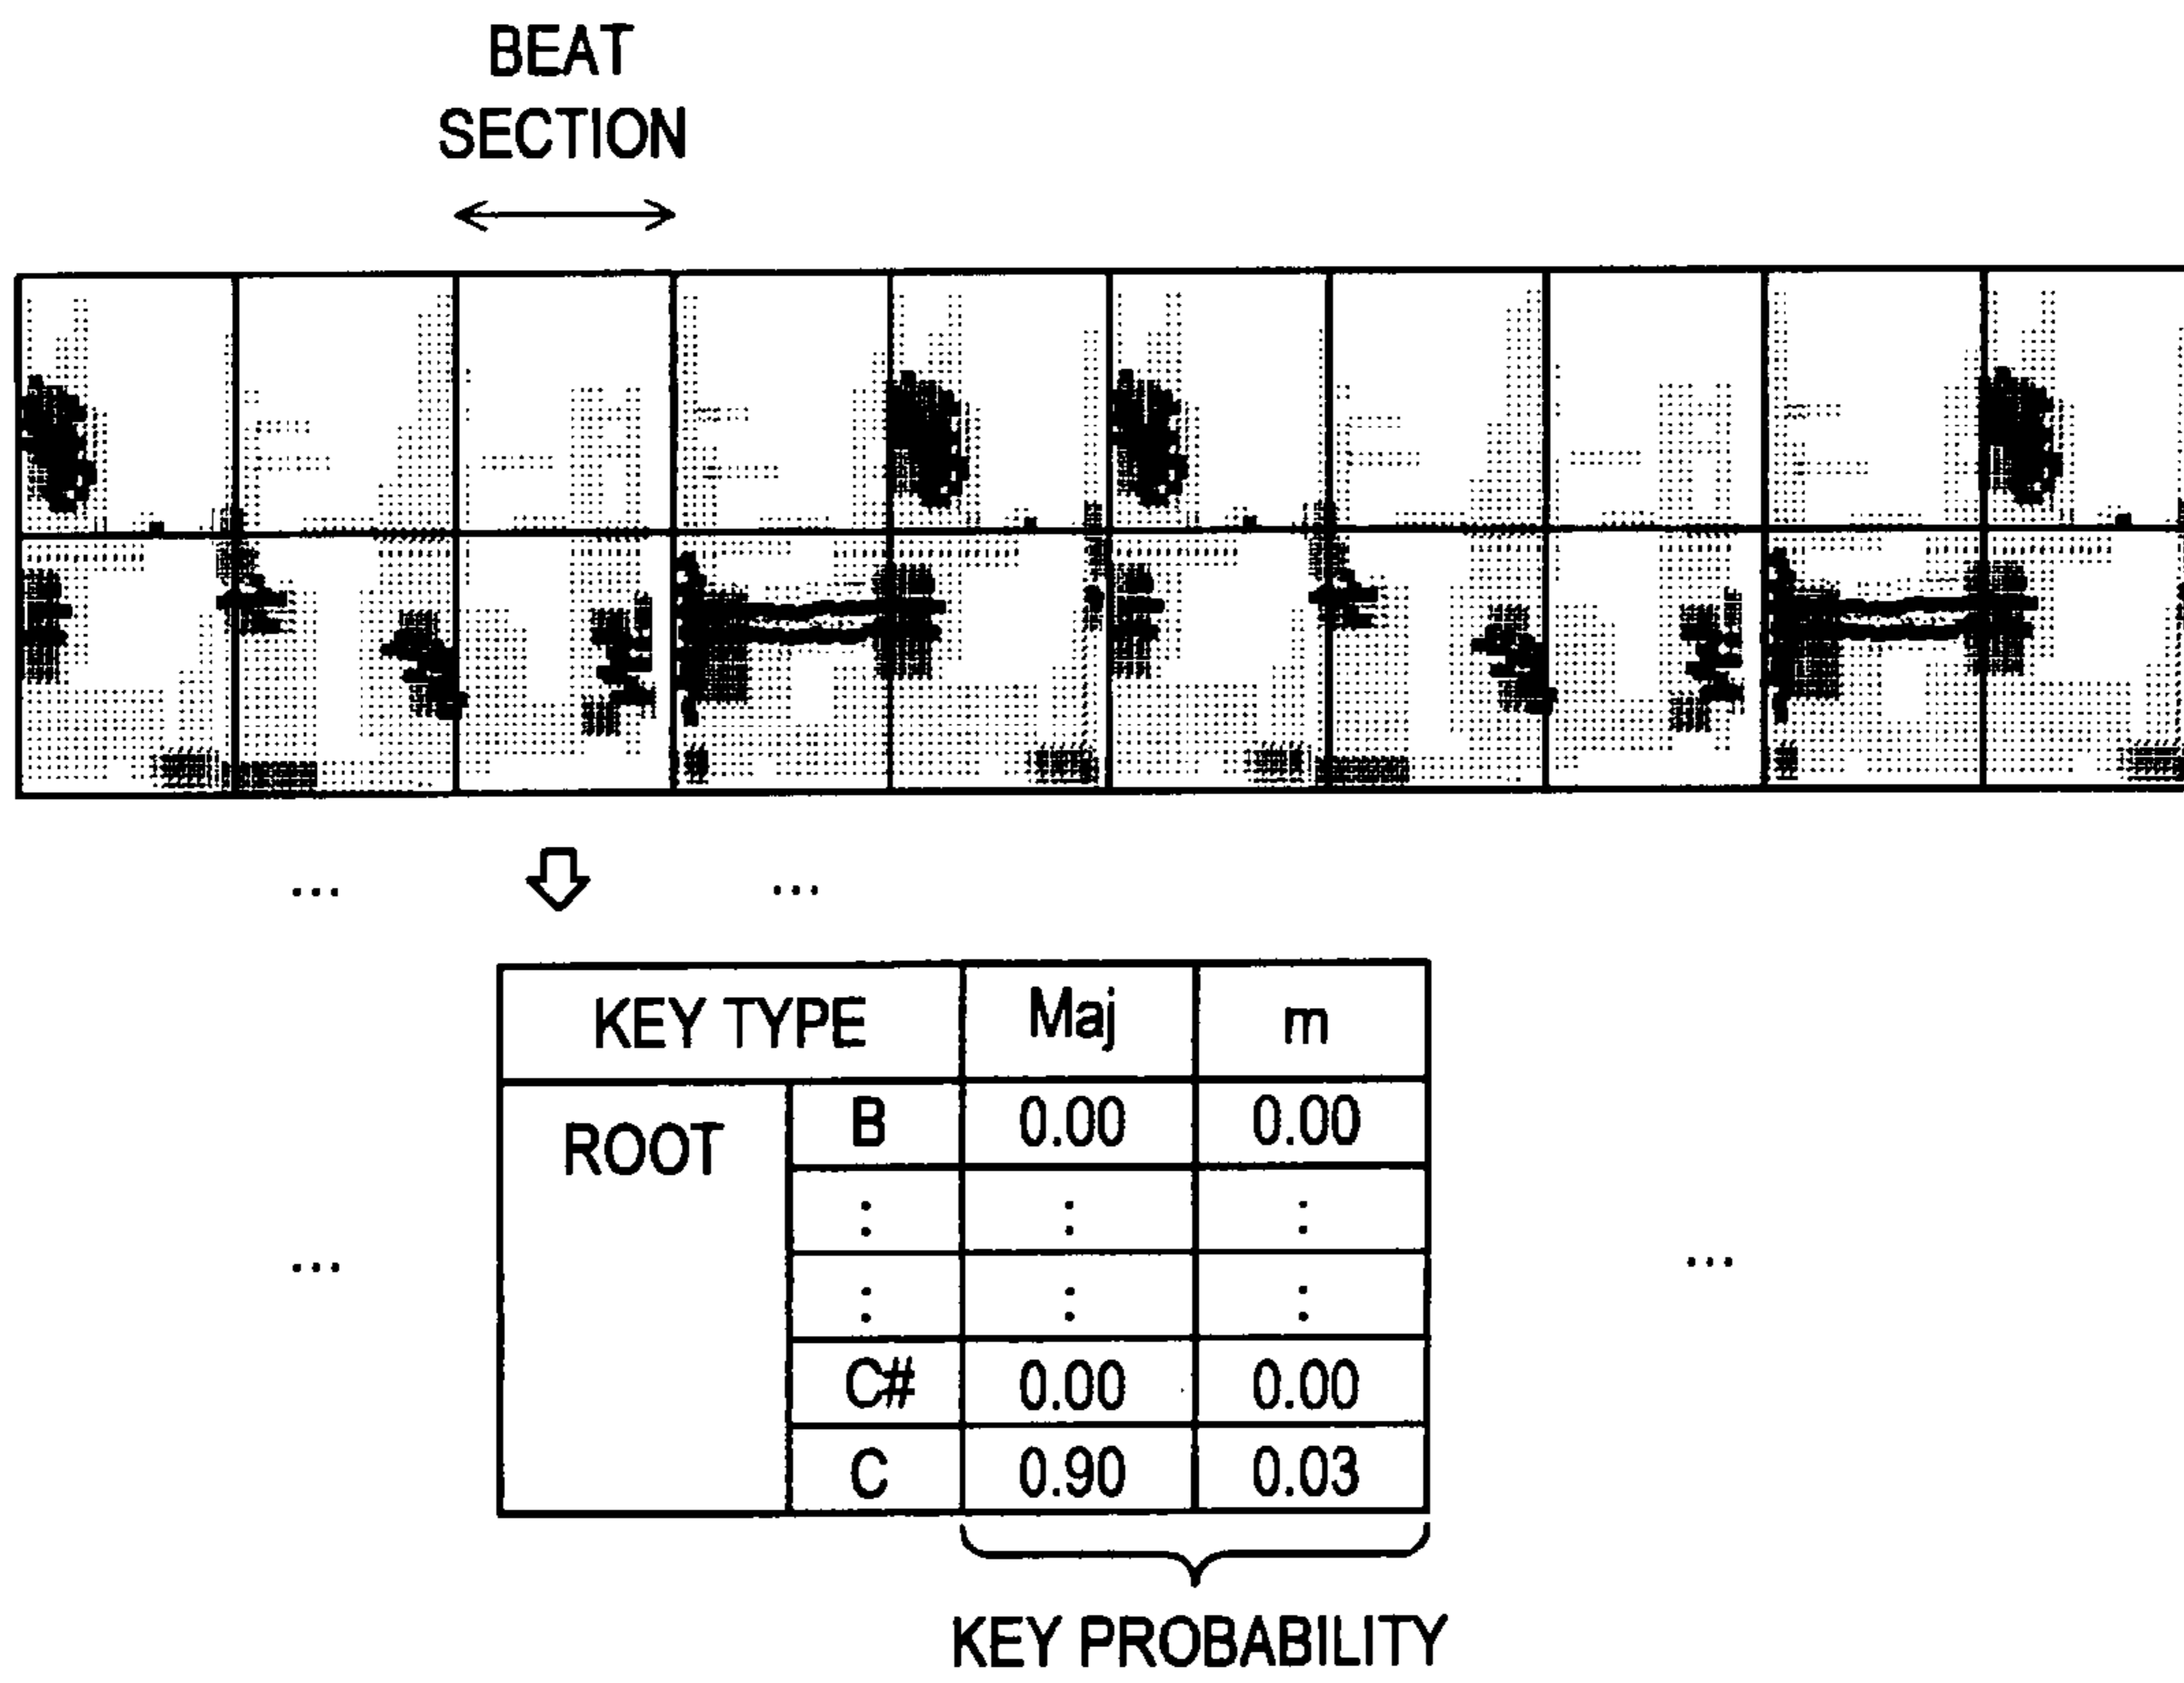 BEAT
SECTION
... ...
KEY TYPE Maj m
ROOT B 0.00 0.00
: : :
... : : : ...
C# 0.00 0.00
C 0.90 0.03
KEY PROBABILITY